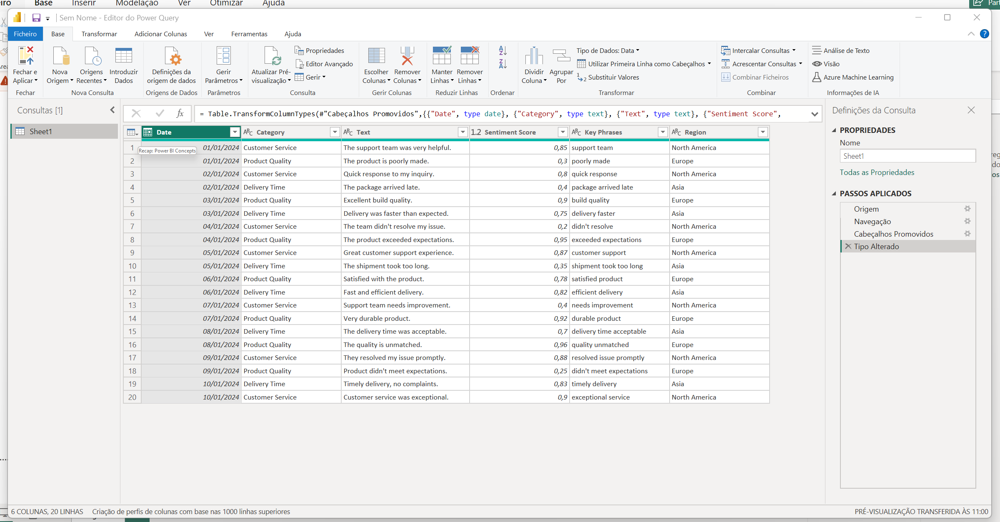 eiro Base Inserir Modelação Ver Otimizar Ajuda Part
Sem Nome - Editor do Power Query
Ficheiro Base Transformar Adicionar Colunas Ver Ferramentas Ajuda ?
Fechar e Aplicar
Nova Origem
Origens Recentes
Introduzir Dados
Definições da origem de dados
Gerir Parâmetros
Atualizar Pré-visualização
Propriedades
Editor Avançado
Gerir
Escolher Colunas
Remover Colunas
Manter Linhas
Remover Linhas
Dividir Coluna
Agrupar Por
Tipo de Dados: Data
Utilizar Primeira Linha como Cabeçalhos
Substituir Valores
Intercalar Consultas
Acrescentar Consultas
Combinar Ficheiros
Análise de Texto
Visão
Azure Machine Learning
Fechar Nova Consulta Origens de Dados Parâmetros Consulta Gerir Colunas Reduzir Linhas Ordenar Transformar Combinar Informações de IA
Consultas [1]
Sheet1
fx = Table.TransformColumnTypes(#"Cabeçalhos Promovidos",{{"Date", type date}, {"Category", type text}, {"Text", type text}, {"Sentiment Score",
Date ABC Category ABC Text 1.2 Sentiment Score ABC Key Phrases ABC Region
1 01/01/2024 Customer Service The support team was very helpful. 0,85 support team North America
Recap: Power BI Concepts
2 01/01/2024 Product Quality The product is poorly made. 0,3 poorly made Europe
3 02/01/2024 Customer Service Quick response to my inquiry. 0,8 quick response North America
4 02/01/2024 Delivery Time The package arrived late. 0,4 package arrived late Asia
5 03/01/2024 Product Quality Excellent build quality. 0,9 build quality Europe
6 03/01/2024 Delivery Time Delivery was faster than expected. 0,75 delivery faster Asia
7 04/01/2024 Customer Service The team didn't resolve my issue. 0,2 didn't resolve North America
8 04/01/2024 Product Quality The product exceeded expectations. 0,95 exceeded expectations Europe
9 05/01/2024 Customer Service Great customer support experience. 0,87 customer support North America
10 05/01/2024 Delivery Time The shipment took too long. 0,35 shipment took too long Asia
11 06/01/2024 Product Quality Satisfied with the product. 0,78 satisfied product Europe
12 06/01/2024 Delivery Time Fast and efficient delivery. 0,82 efficient delivery Asia
13 07/01/2024 Customer Service Support team needs improvement. 0,4 needs improvement North America
14 07/01/2024 Product Quality Very durable product. 0,92 durable product Europe
15 08/01/2024 Delivery Time The delivery time was acceptable. 0,7 delivery time acceptable Asia
16 08/01/2024 Product Quality The quality is unmatched. 0,96 quality unmatched Europe
17 09/01/2024 Customer Service They resolved my issue promptly. 0,88 resolved issue promptly North America
18 09/01/2024 Product Quality Product didn't meet expectations. 0,25 didn't meet expectations Europe
19 10/01/2024 Delivery Time Timely delivery, no complaints. 0,83 timely delivery Asia
20 10/01/2024 Customer Service Customer service was exceptional. 0,9 exceptional service North America
Definições da Consulta
PROPRIEDADES
Nome
Sheet1
Todas as Propriedades
PASSOS APLICADOS
Origem
Navegação
Cabeçalhos Promovidos
Tipo Alterado
6 COLUNAS, 20 LINHAS Criação de perfis de colunas com base nas 1000 linhas superiores PRÉ-VISUALIZAÇÃO TRANSFERIDA ÀS 11:00